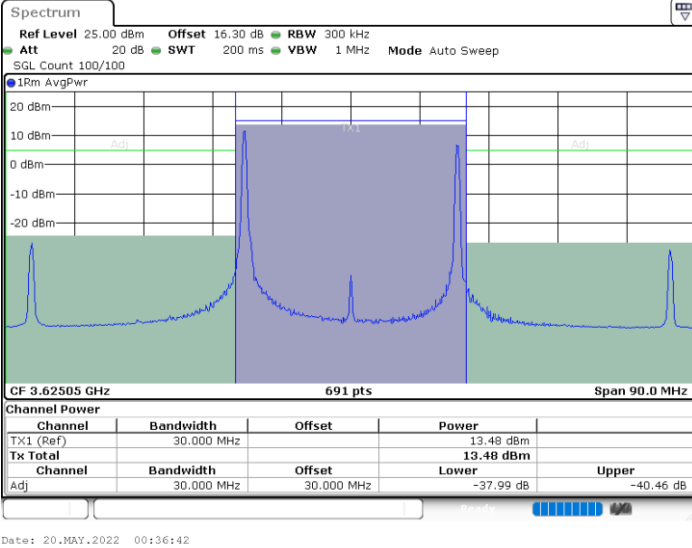 Spectrum
Ref Level 25.00 dBm Offset 16.30 dB RBW 300 kHz
Att 20 dB SWT 200 ms VBW 1 MHz Mode Auto Sweep
SGL Count 100/100
1Rm AvgPwr
20 dBm
TX1
10 dBm
Adj Adj
0 dBm
-10 dBm
-20 dBm
CF 3.62505 GHz 691 pts Span 90.0 MHz
Channel Power
Channel Bandwidth Offset Power
TX1 (Ref) 30.000 MHz 13.48 dBm
Tx Total 13.48 dBm
Channel Bandwidth Offset Lower Upper
Adj 30.000 MHz 30.000 MHz -37.99 dB -40.46 dB
Ready
Date: 20.MAY.2022 00:36:42